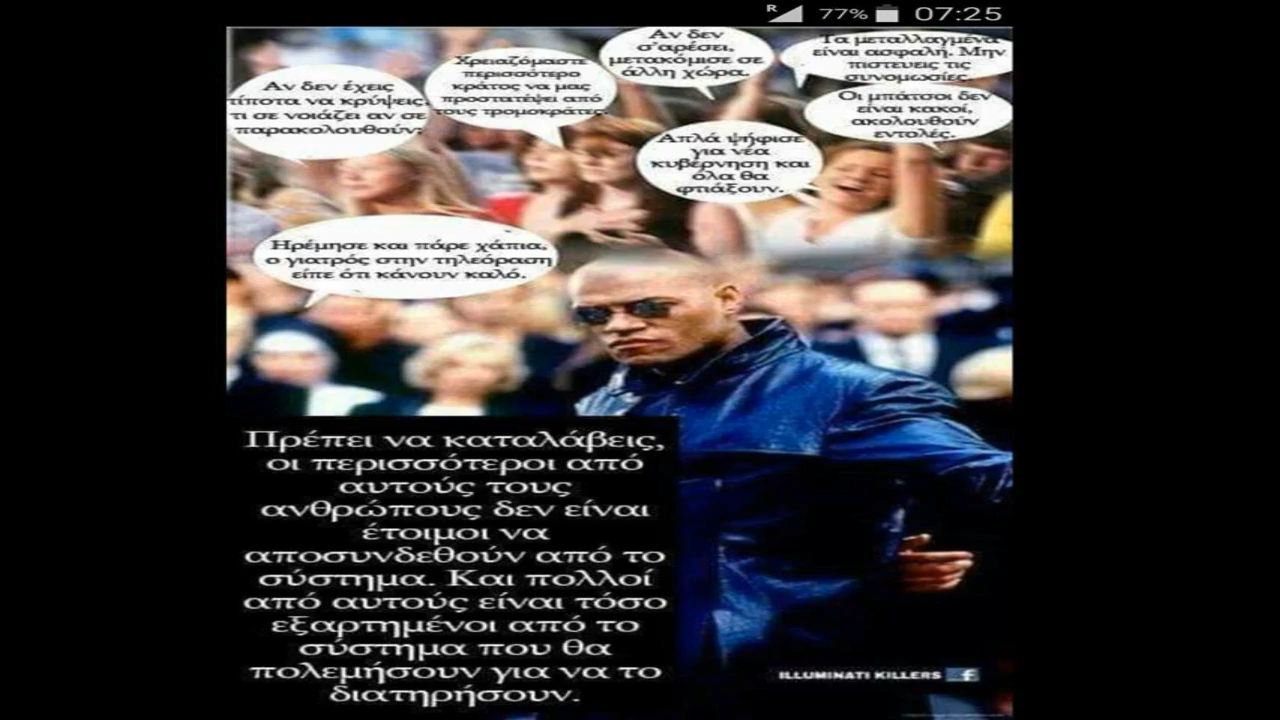 R 77% 07:25
Αν δεν
σ'αρέσει,
μετακόμισε σε
άλλη χώρα.
Τα μεταλλαγμένα
είναι ασφαλή. Μην
πιστευεις τις
συνομωσίες.
Χρειαζόμαστε
περισσότερο
κράτος να μας
προστατέψει από
τους τρομοκράτες.
Αν δεν έχεις
τίποτα να κρύψεις,
τι σε νοιάζει αν σε
παρακολουθούν;
Οι μπάτσοι δεν
είναι κακοί,
ακολουθούν
εντολές.
Απλά ψήφισε
για νέα
κυβέρνηση και
όλα θα
φτιάξουν.
Ηρέμησε και πάρε χάπια,
ο γιατρός στην τηλεόραση
είπε ότι κάνουν καλό.
Πρέπει να καταλάβεις,
οι περισσότεροι από
αυτούς τους
ανθρώπους δεν είναι
έτοιμοι να
αποσυνδεθούν από το
σύστημα. Και πολλοί
από αυτούς είναι τόσο
εξαρτημένοι από το
σύστημα που θα
πολεμήσουν για να το
διατηρήσουν.
ILLUMINATI KILLERS f